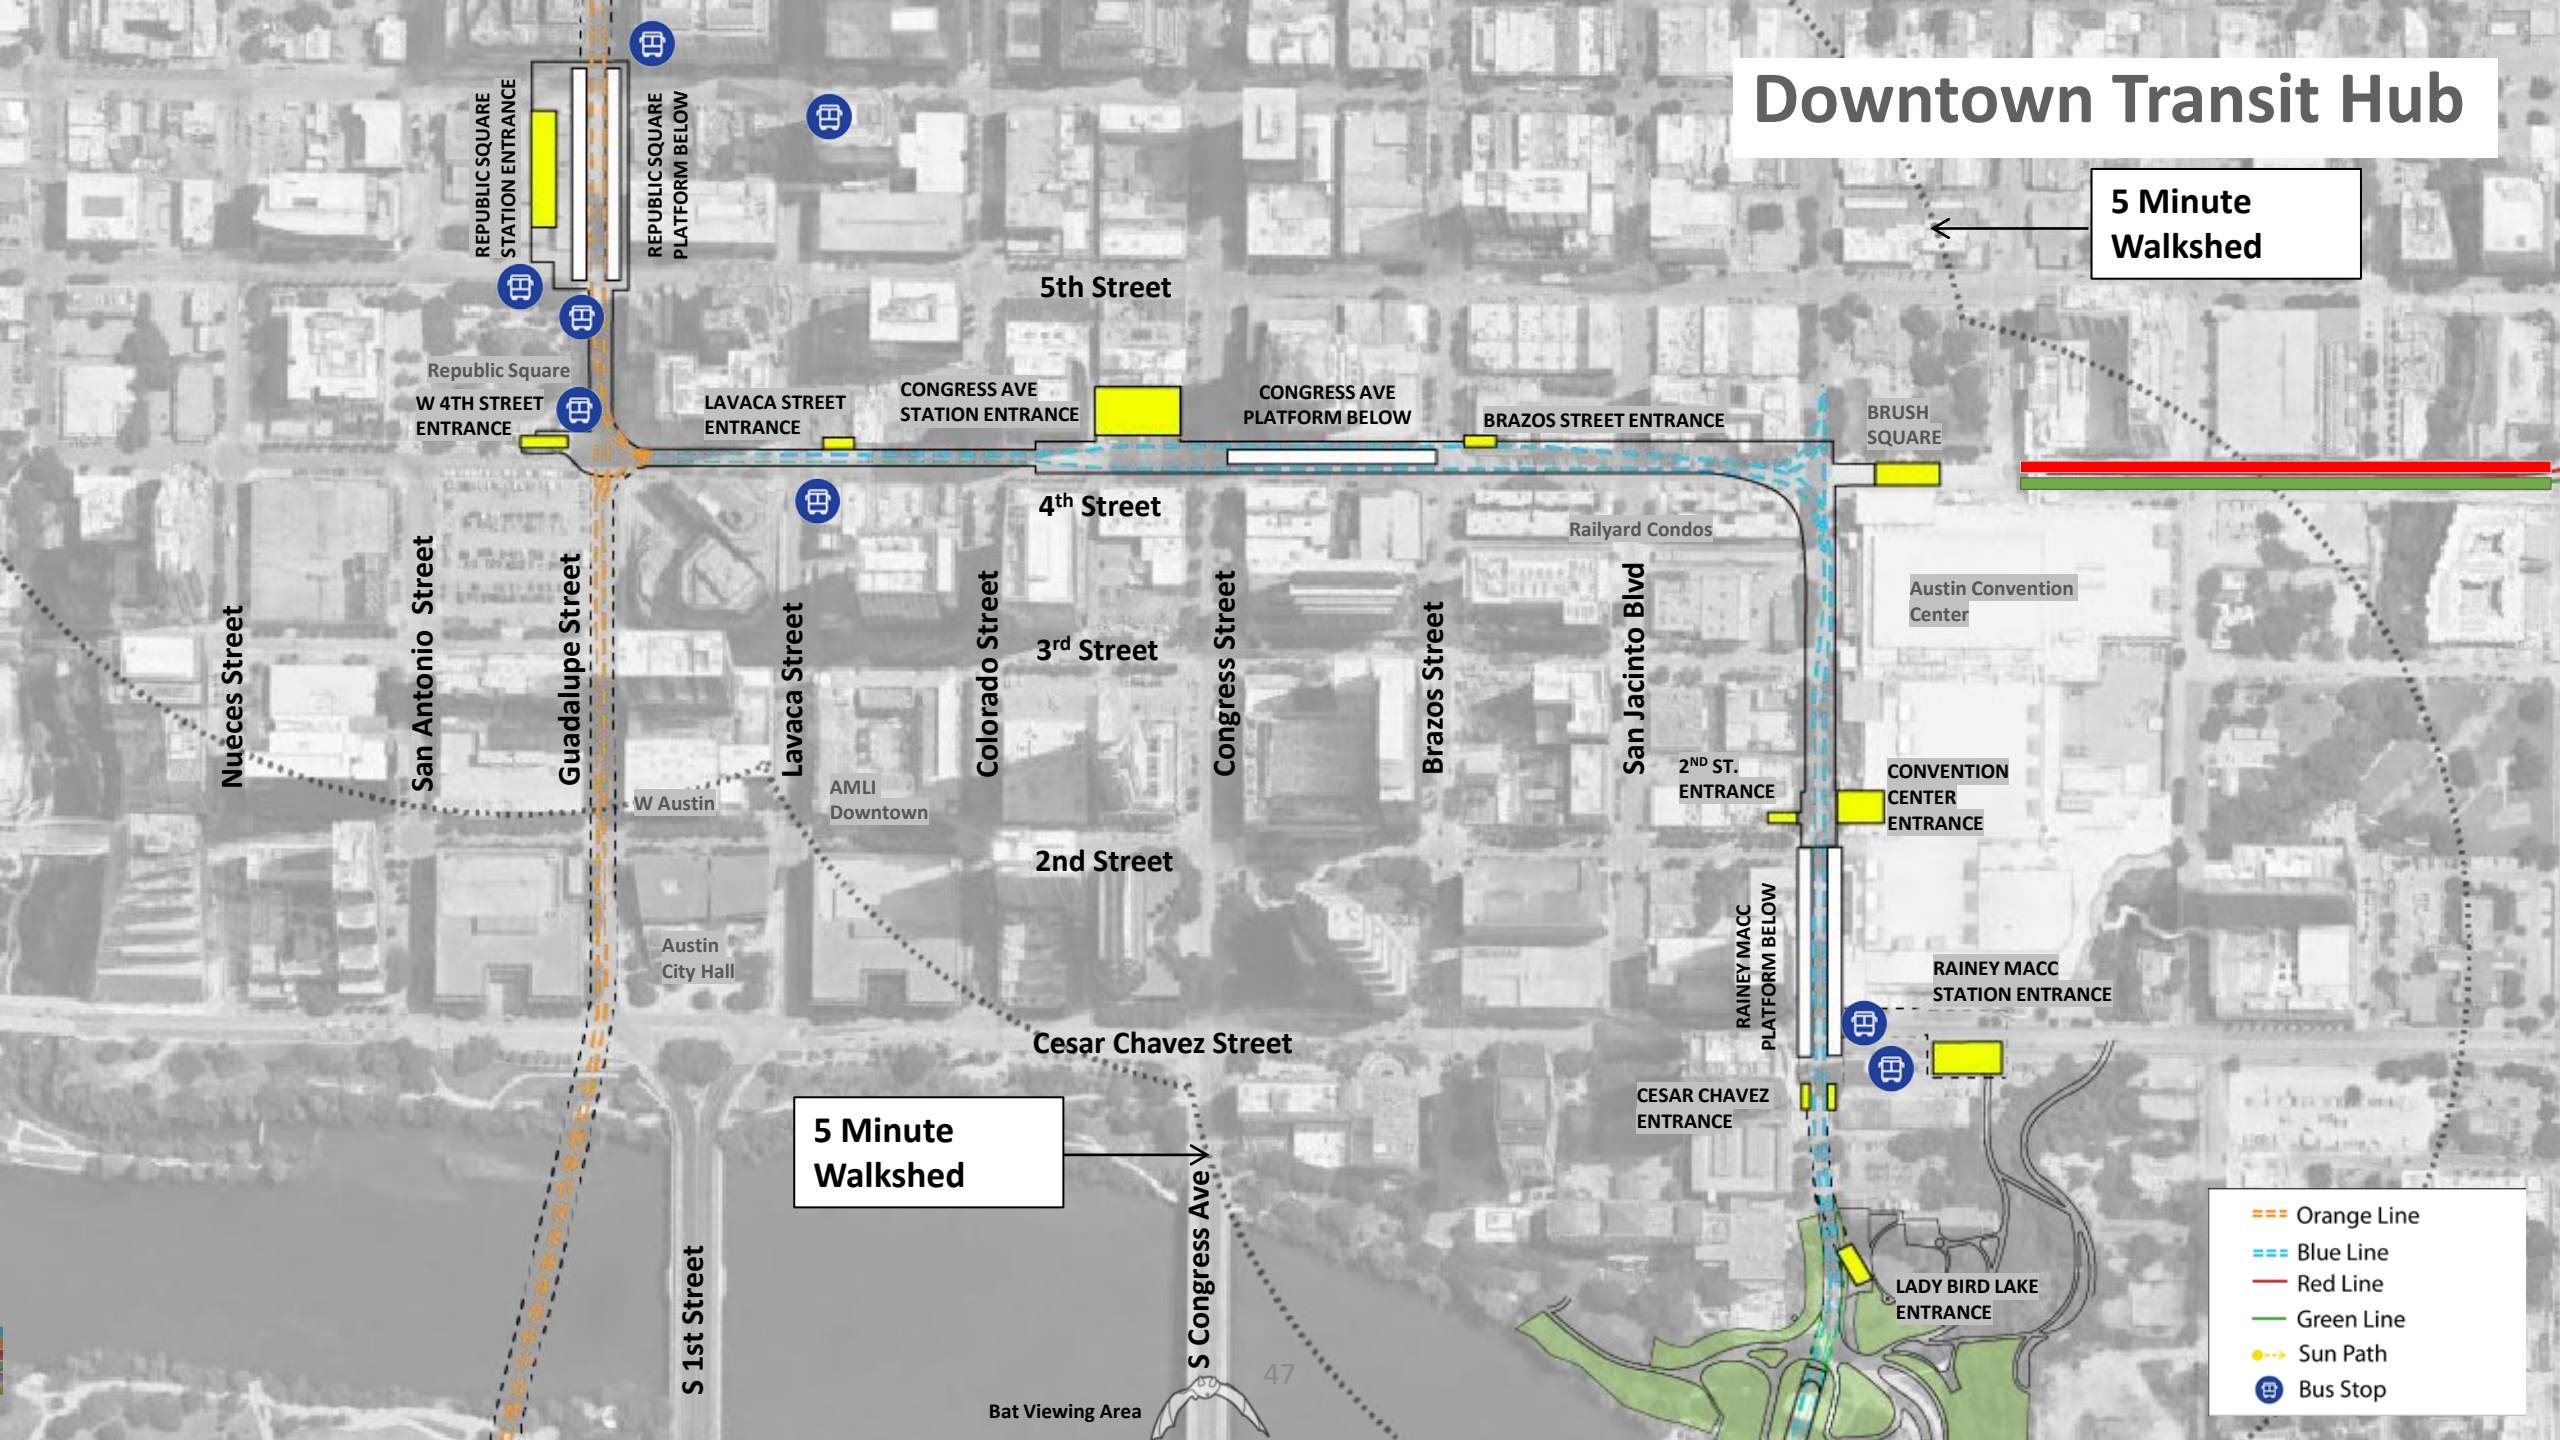 Downtown Transit Hub
5 Minute
Walkshed
REPUBLIC SQUARE
STATION ENTRANCE
REPUBLIC SQUARE
PLATFORM BELOW
5th Street
Republic Square
W 4TH STREET
ENTRANCE
LAVACA STREET
ENTRANCE
CONGRESS AVE
STATION ENTRANCE
CONGRESS AVE
PLATFORM BELOW
BRAZOS STREET ENTRANCE
BRUSH
SQUARE
4th Street
Railyard Condos
Austin Convention
Center
Nueces Street
San Antonio Street
Guadalupe Street
Lavaca Street
Colorado Street
3rd Street
Congress Street
Brazos Street
San Jacinto Blvd
2ND ST.
ENTRANCE
CONVENTION
CENTER
ENTRANCE
W Austin
AMLI
Downtown
2nd Street
Austin
City Hall
RAINEY MACC
PLATFORM BELOW
RAINEY MACC
STATION ENTRANCE
Cesar Chavez Street
CESAR CHAVEZ
ENTRANCE
5 Minute
Walkshed
S 1st Street
S Congress Ave
LADY BIRD LAKE
ENTRANCE
47
Bat Viewing Area
Orange Line
Blue Line
Red Line
Green Line
Sun Path
Bus Stop